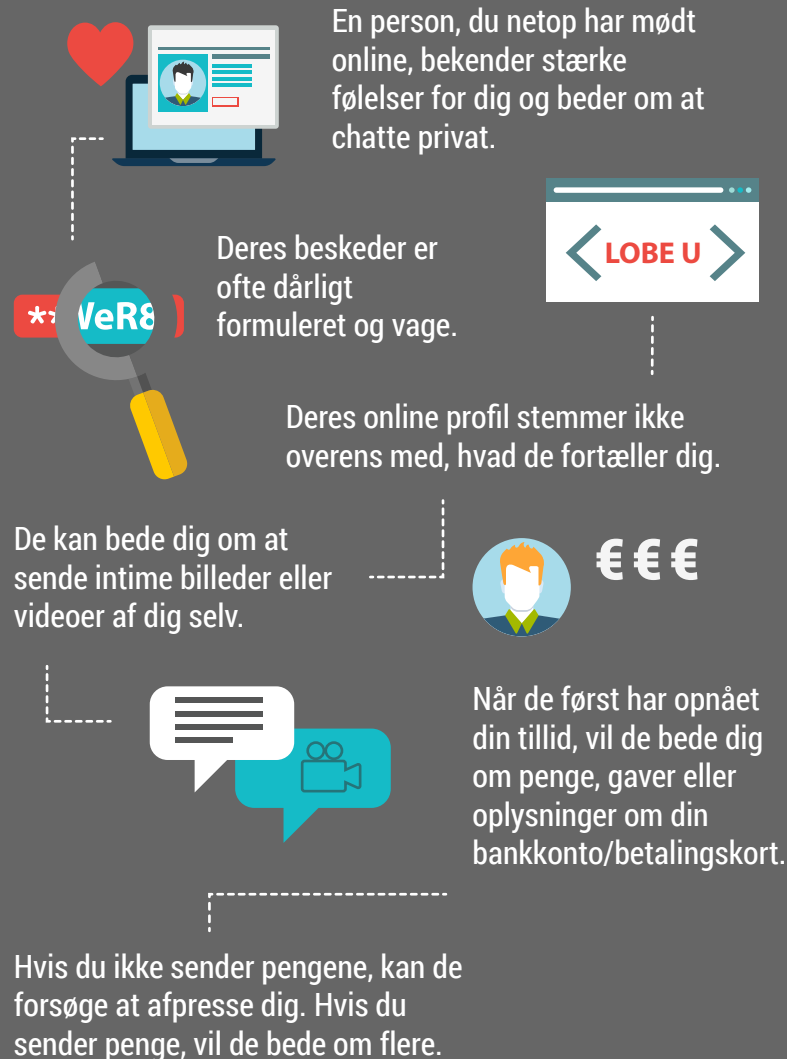 En person, du netop har mødt
online, bekender stærke
følelser for dig og beder om at
chatte privat.
LOBE U
Deres beskeder er
ofte dårligt
formuleret og vage.
** WeR8
Deres online profil stemmer ikke
overens med, hvad de fortæller dig.
De kan bede dig om at
sende intime billeder eller
videoer af dig selv.
€ € €
Når de først har opnået
din tillid, vil de bede dig
om penge, gaver eller
oplysninger om din
bankkonto/betalingskort.
Hvis du ikke sender pengene, kan de
forsøge at afpresse dig. Hvis du
sender penge, vil de bede om flere.